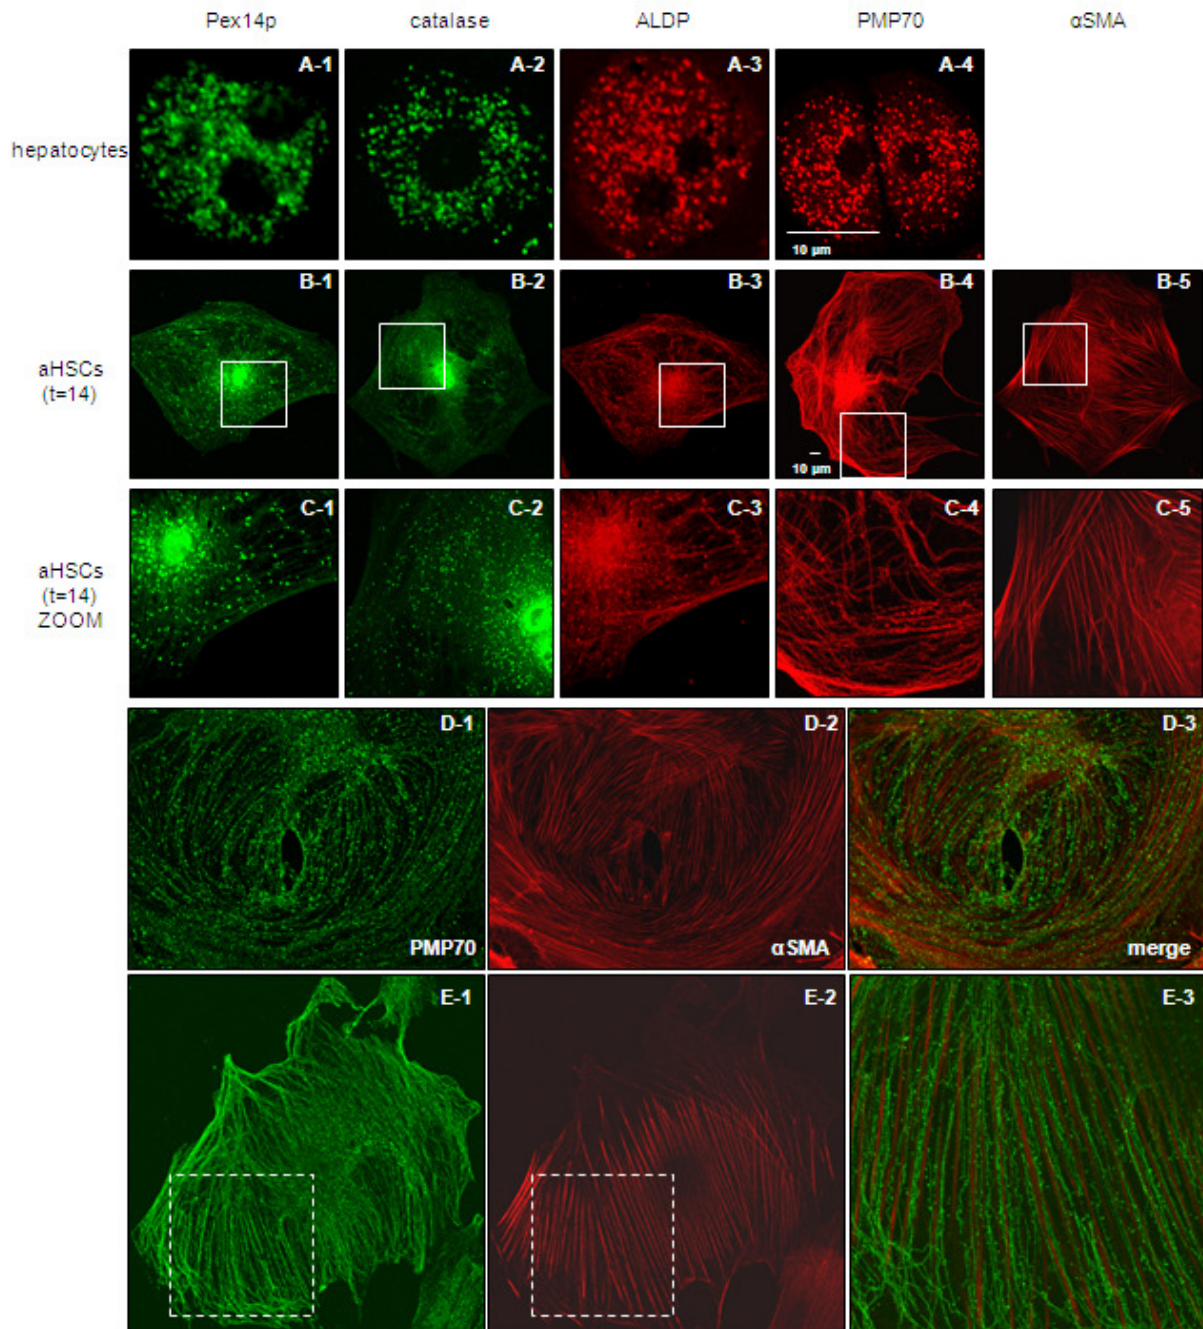 Pex14p catalase ALDP PMP70 αSMA
A-1 A-2 A-3 A-4
hepatocytes
10 µm
B-1 B-2 B-3 B-4 B-5
aHSCs
(t=14)
10 µm
C-1 C-2 C-3 C-4 C-5
aHSCs
(t=14)
ZOOM
D-1 D-2 D-3
PMP70 αSMA merge
E-1 E-2 E-3